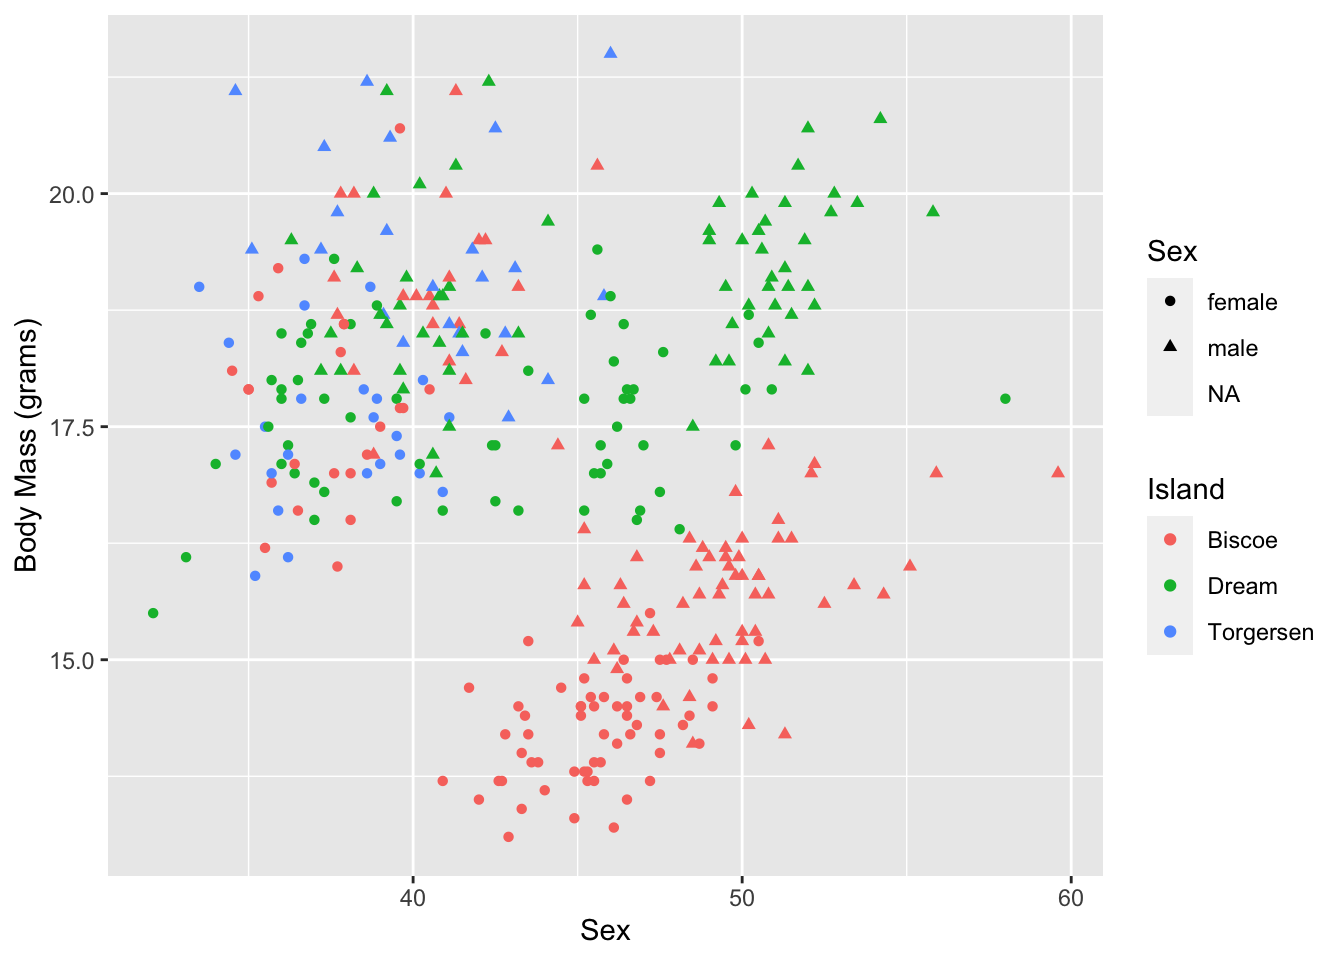 Body Mass (grams)
20.0
17.5
15.0
40
50
60
Sex
Sex
female
male
NA
Island
Biscoe
Dream
Torgersen